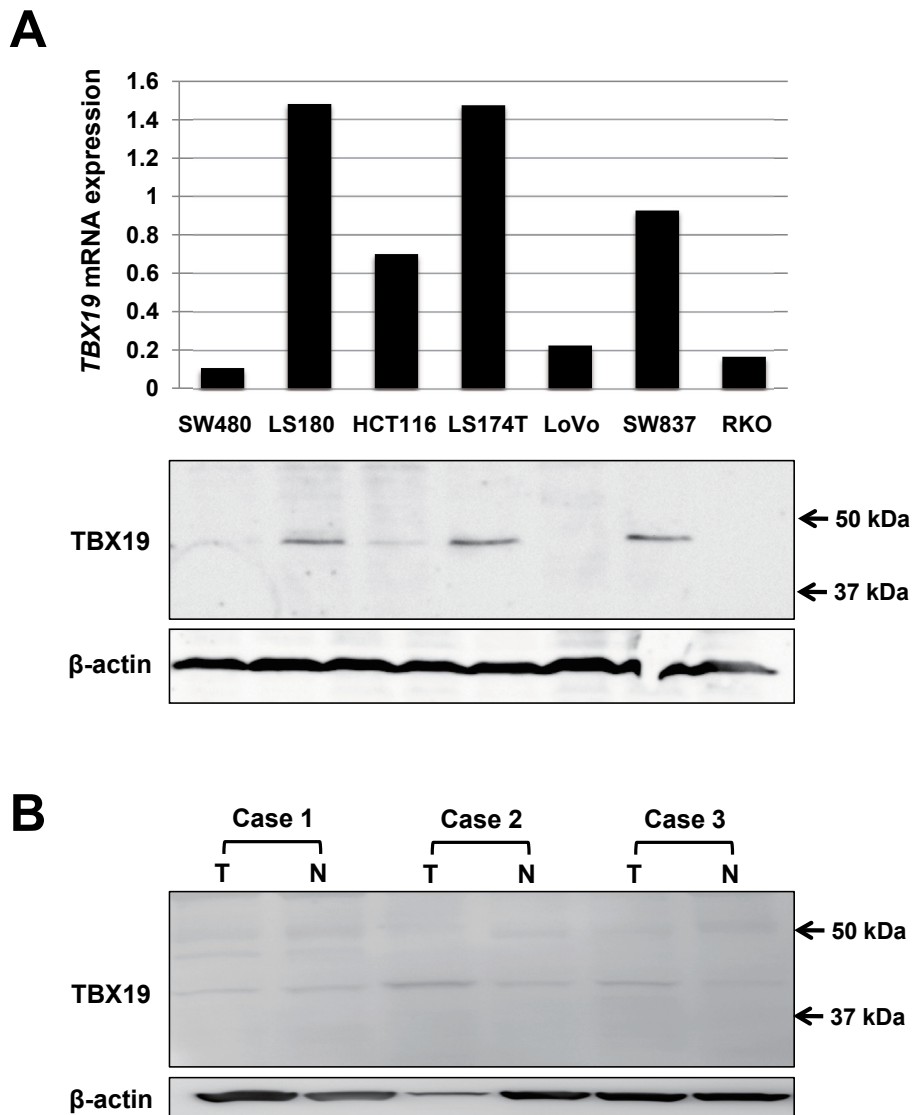 A
TBX19 mRNA expression
1.6
1.4
1.2
1
0.8
0.6
0.4
0.2
0
SW480 LS180 HCT116 LS174T LoVo SW837 RKO
TBX19
50 kDa
37 kDa
β-actin
B
Case 1 Case 2 Case 3
T N T N T N
TBX19
50 kDa
37 kDa
β-actin